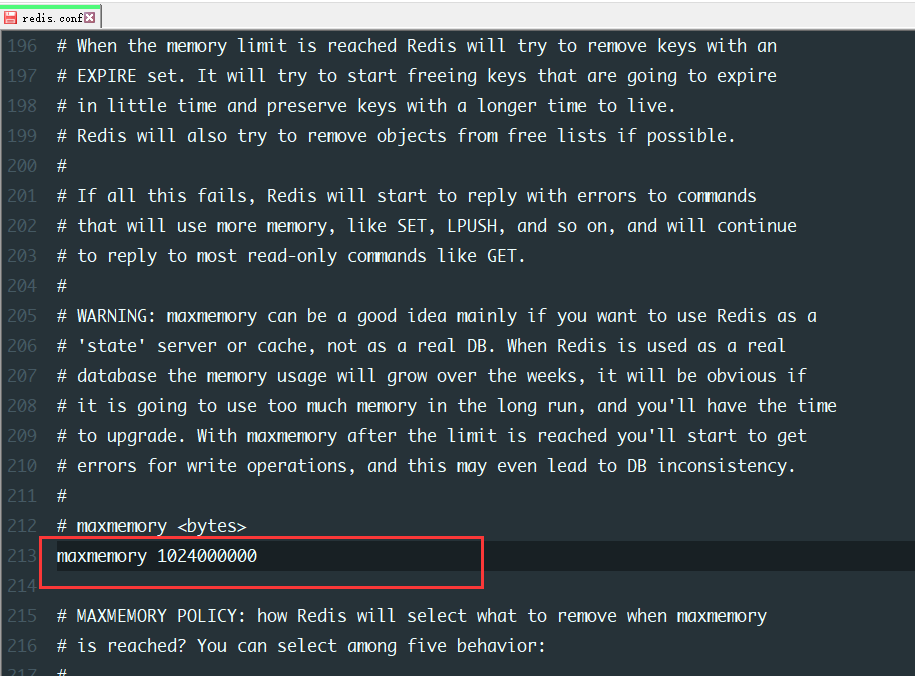 redis.conf
196 # When the memory limit is reached Redis will try to remove keys with an
197 # EXPIRE set. It will try to start freeing keys that are going to expire
198 # in little time and preserve keys with a longer time to live.
199 # Redis will also try to remove objects from free lists if possible.
200 #
201 # If all this fails, Redis will start to reply with errors to commands
202 # that will use more memory, like SET, LPUSH, and so on, and will continue
203 # to reply to most read-only commands like GET.
204 #
205 # WARNING: maxmemory can be a good idea mainly if you want to use Redis as a
206 # 'state' server or cache, not as a real DB. When Redis is used as a real
207 # database the memory usage will grow over the weeks, it will be obvious if
208 # it is going to use too much memory in the long run, and you'll have the time
209 # to upgrade. With maxmemory after the limit is reached you'll start to get
210 # errors for write operations, and this may even lead to DB inconsistency.
211 #
212 # maxmemory <bytes>
213 maxmemory 1024000000
214
215 # MAXMEMORY POLICY: how Redis will select what to remove when maxmemory
216 # is reached? You can select among five behavior:
217 #